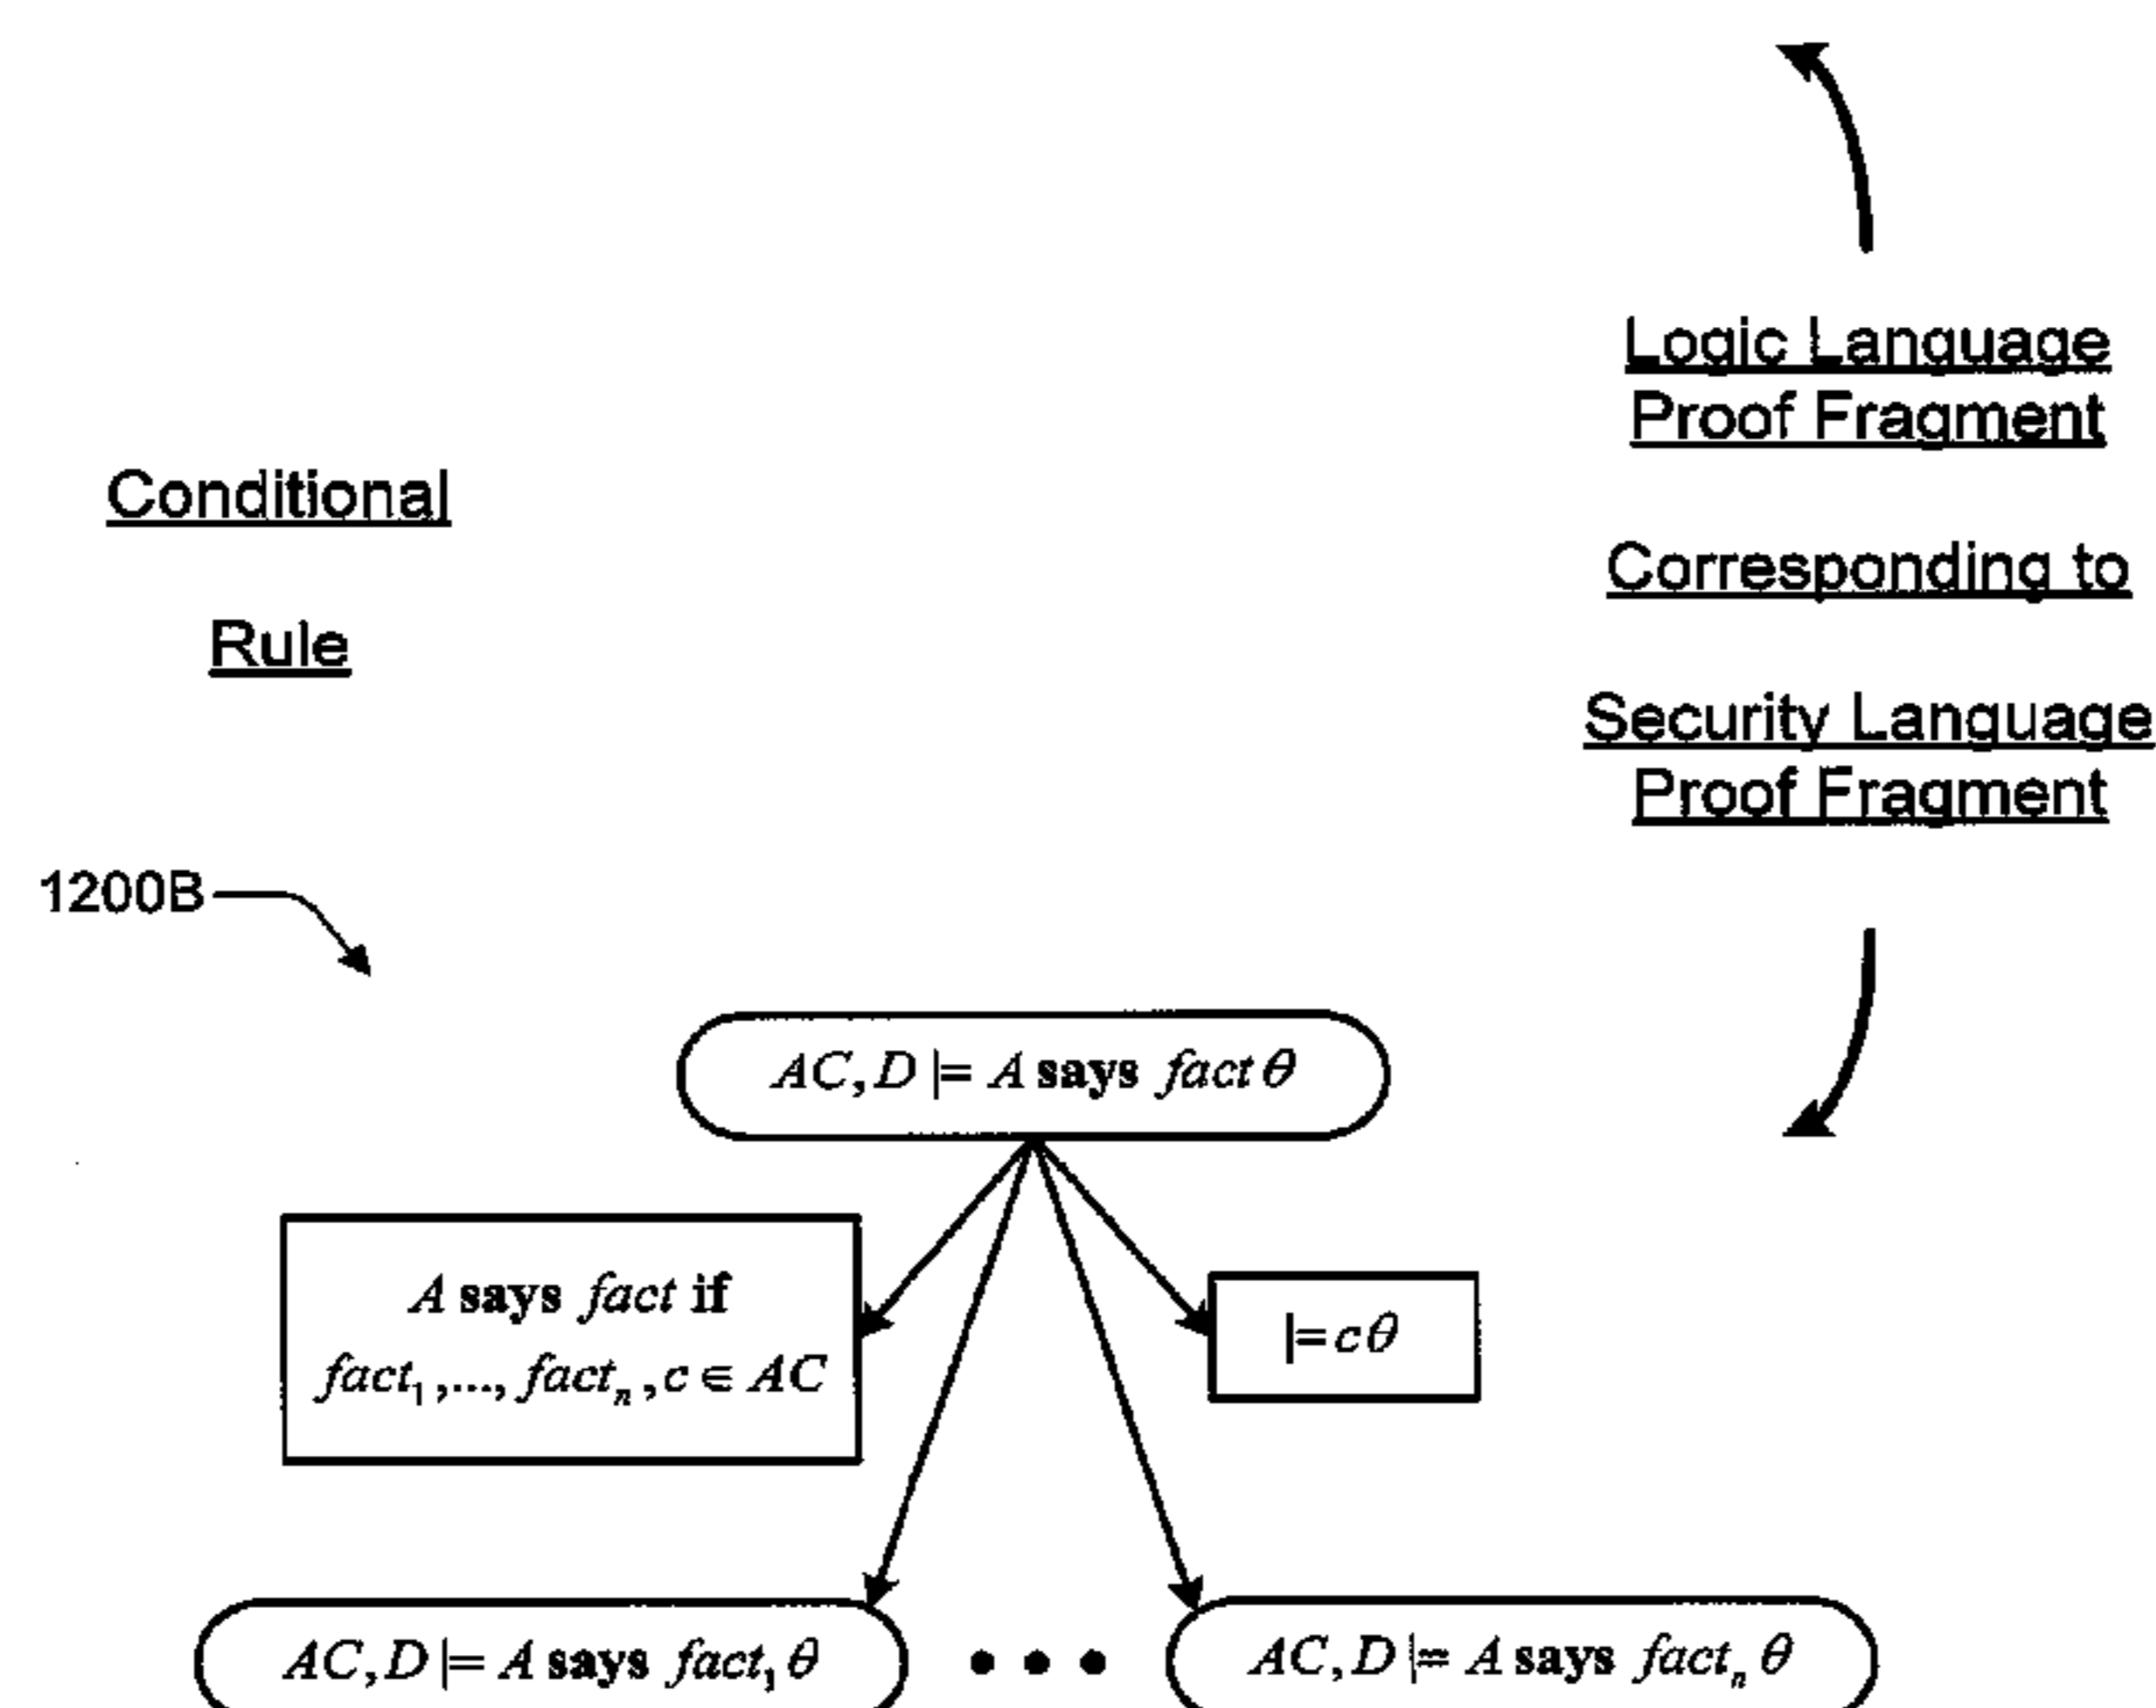 Logic Language
Proof Fragment
Corresponding to
Security Language
Proof Fragment
Conditional
Rule
1200B
AC, D |= A says fact θ
A says fact if
fact₁,..., factₙ, c ∈ AC
|= c θ
AC, D |= A says fact₁ θ
• • •
AC, D |= A says factₙ θ